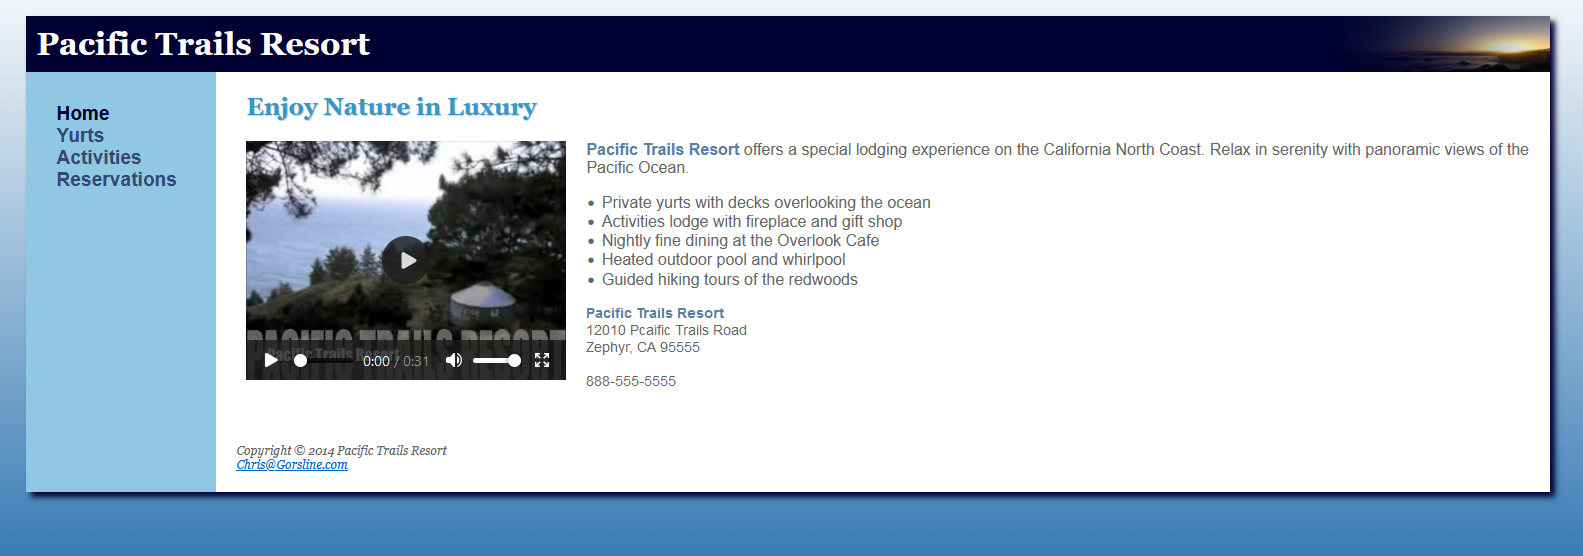 Pacific Trails Resort
Home
Yurts
Activities
Reservations
Enjoy Nature in Luxury
PACIFIC TRAILS RESORT
Pacific Trails Resort
0:00 / 0:31
Pacific Trails Resort offers a special lodging experience on the California North Coast. Relax in serenity with panoramic views of the
Pacific Ocean.
• Private yurts with decks overlooking the ocean
• Activities lodge with fireplace and gift shop
• Nightly fine dining at the Overlook Cafe
• Heated outdoor pool and whirlpool
• Guided hiking tours of the redwoods
Pacific Trails Resort
12010 Pcaific Trails Road
Zephyr, CA 95555
888-555-5555
Copyright © 2014 Pacific Trails Resort
Chris@Gorsline.com